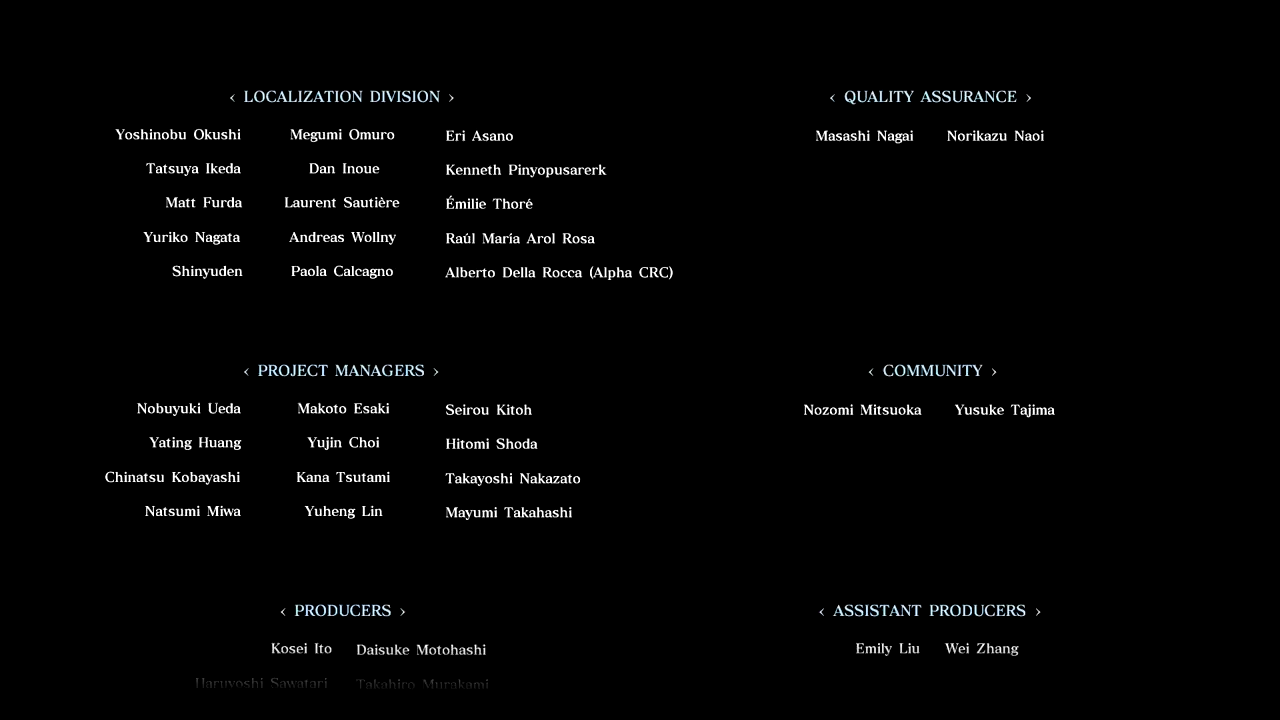 ‹ LOCALIZATION DIVISION ›
Yoshinobu Okushi Megumi Omuro Eri Asano
Tatsuya Ikeda Dan Inoue Kenneth Pinyopusarerk
Matt Furda Laurent Sautière Émilie Thoré
Yuriko Nagata Andreas Wollny Raúl María Arol Rosa
Shinyuden Paola Calcagno Alberto Della Rocca (Alpha CRC)
‹ QUALITY ASSURANCE ›
Masashi Nagai Norikazu Naoi
‹ PROJECT MANAGERS ›
Nobuyuki Ueda Makoto Esaki Seirou Kitoh
Yating Huang Yujin Choi Hitomi Shoda
Chinatsu Kobayashi Kana Tsutami Takayoshi Nakazato
Natsumi Miwa Yuheng Lin Mayumi Takahashi
‹ COMMUNITY ›
Nozomi Mitsuoka Yusuke Tajima
‹ PRODUCERS ›
Kosei Ito Daisuke Motohashi
Haruyoshi Sawatari Takahiro Murakami
‹ ASSISTANT PRODUCERS ›
Emily Liu Wei Zhang